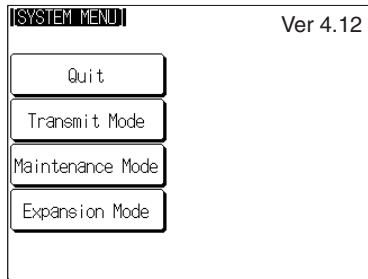 [SYSTEM MENU]
Ver 4.12
Quit
Transmit Mode
Maintenance Mode
Expansion Mode